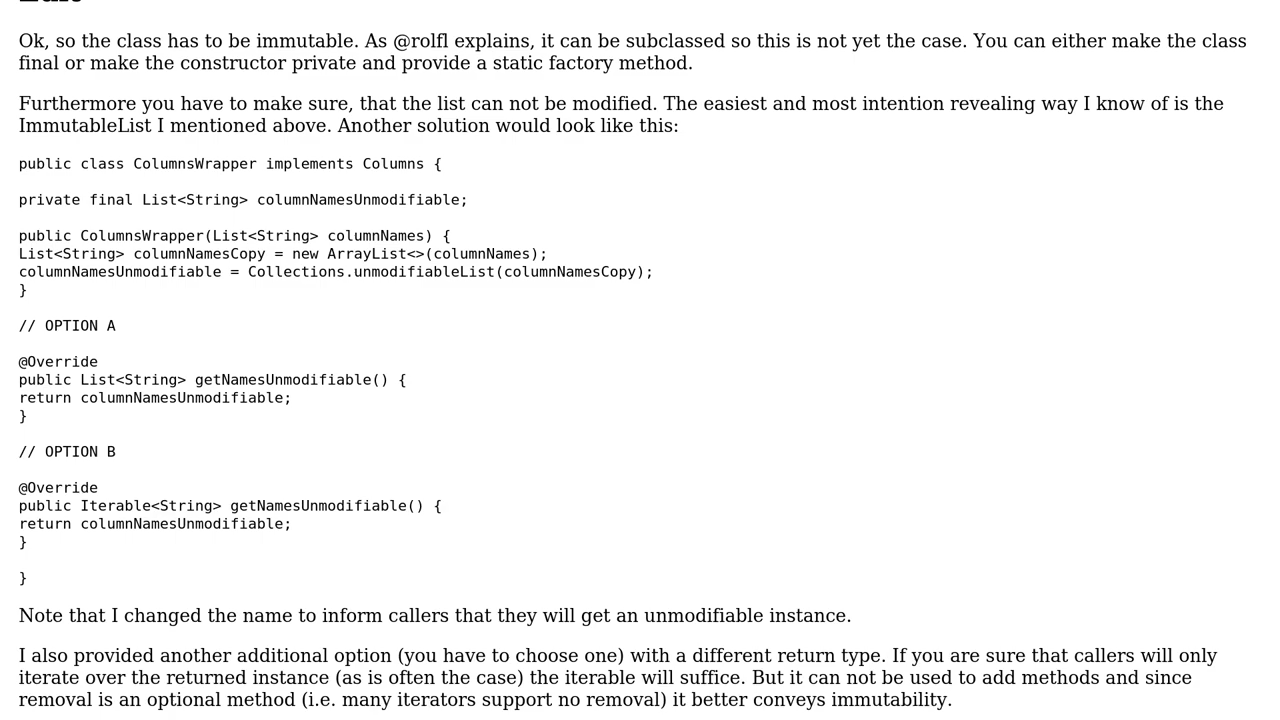 Ok, so the class has to be immutable. As @rolfl explains, it can be subclassed so this is not yet the case. You can either make the class
final or make the constructor private and provide a static factory method.
Furthermore you have to make sure, that the list can not be modified. The easiest and most intention revealing way I know of is the
ImmutableList I mentioned above. Another solution would look like this:
public class ColumnsWrapper implements Columns {
private final List<String> columnNamesUnmodifiable;
public ColumnsWrapper(List<String> columnNames) {
List<String> columnNamesCopy = new ArrayList<>(columnNames);
columnNamesUnmodifiable = Collections.unmodifiableList(columnNamesCopy);
}
// OPTION A
@Override
public List<String> getNamesUnmodifiable() {
return columnNamesUnmodifiable;
}
// OPTION B
@Override
public Iterable<String> getNamesUnmodifiable() {
return columnNamesUnmodifiable;
}
}
Note that I changed the name to inform callers that they will get an unmodifiable instance.
I also provided another additional option (you have to choose one) with a different return type. If you are sure that callers will only
iterate over the returned instance (as is often the case) the iterable will suffice. But it can not be used to add methods and since
removal is an optional method (i.e. many iterators support no removal) it better conveys immutability.